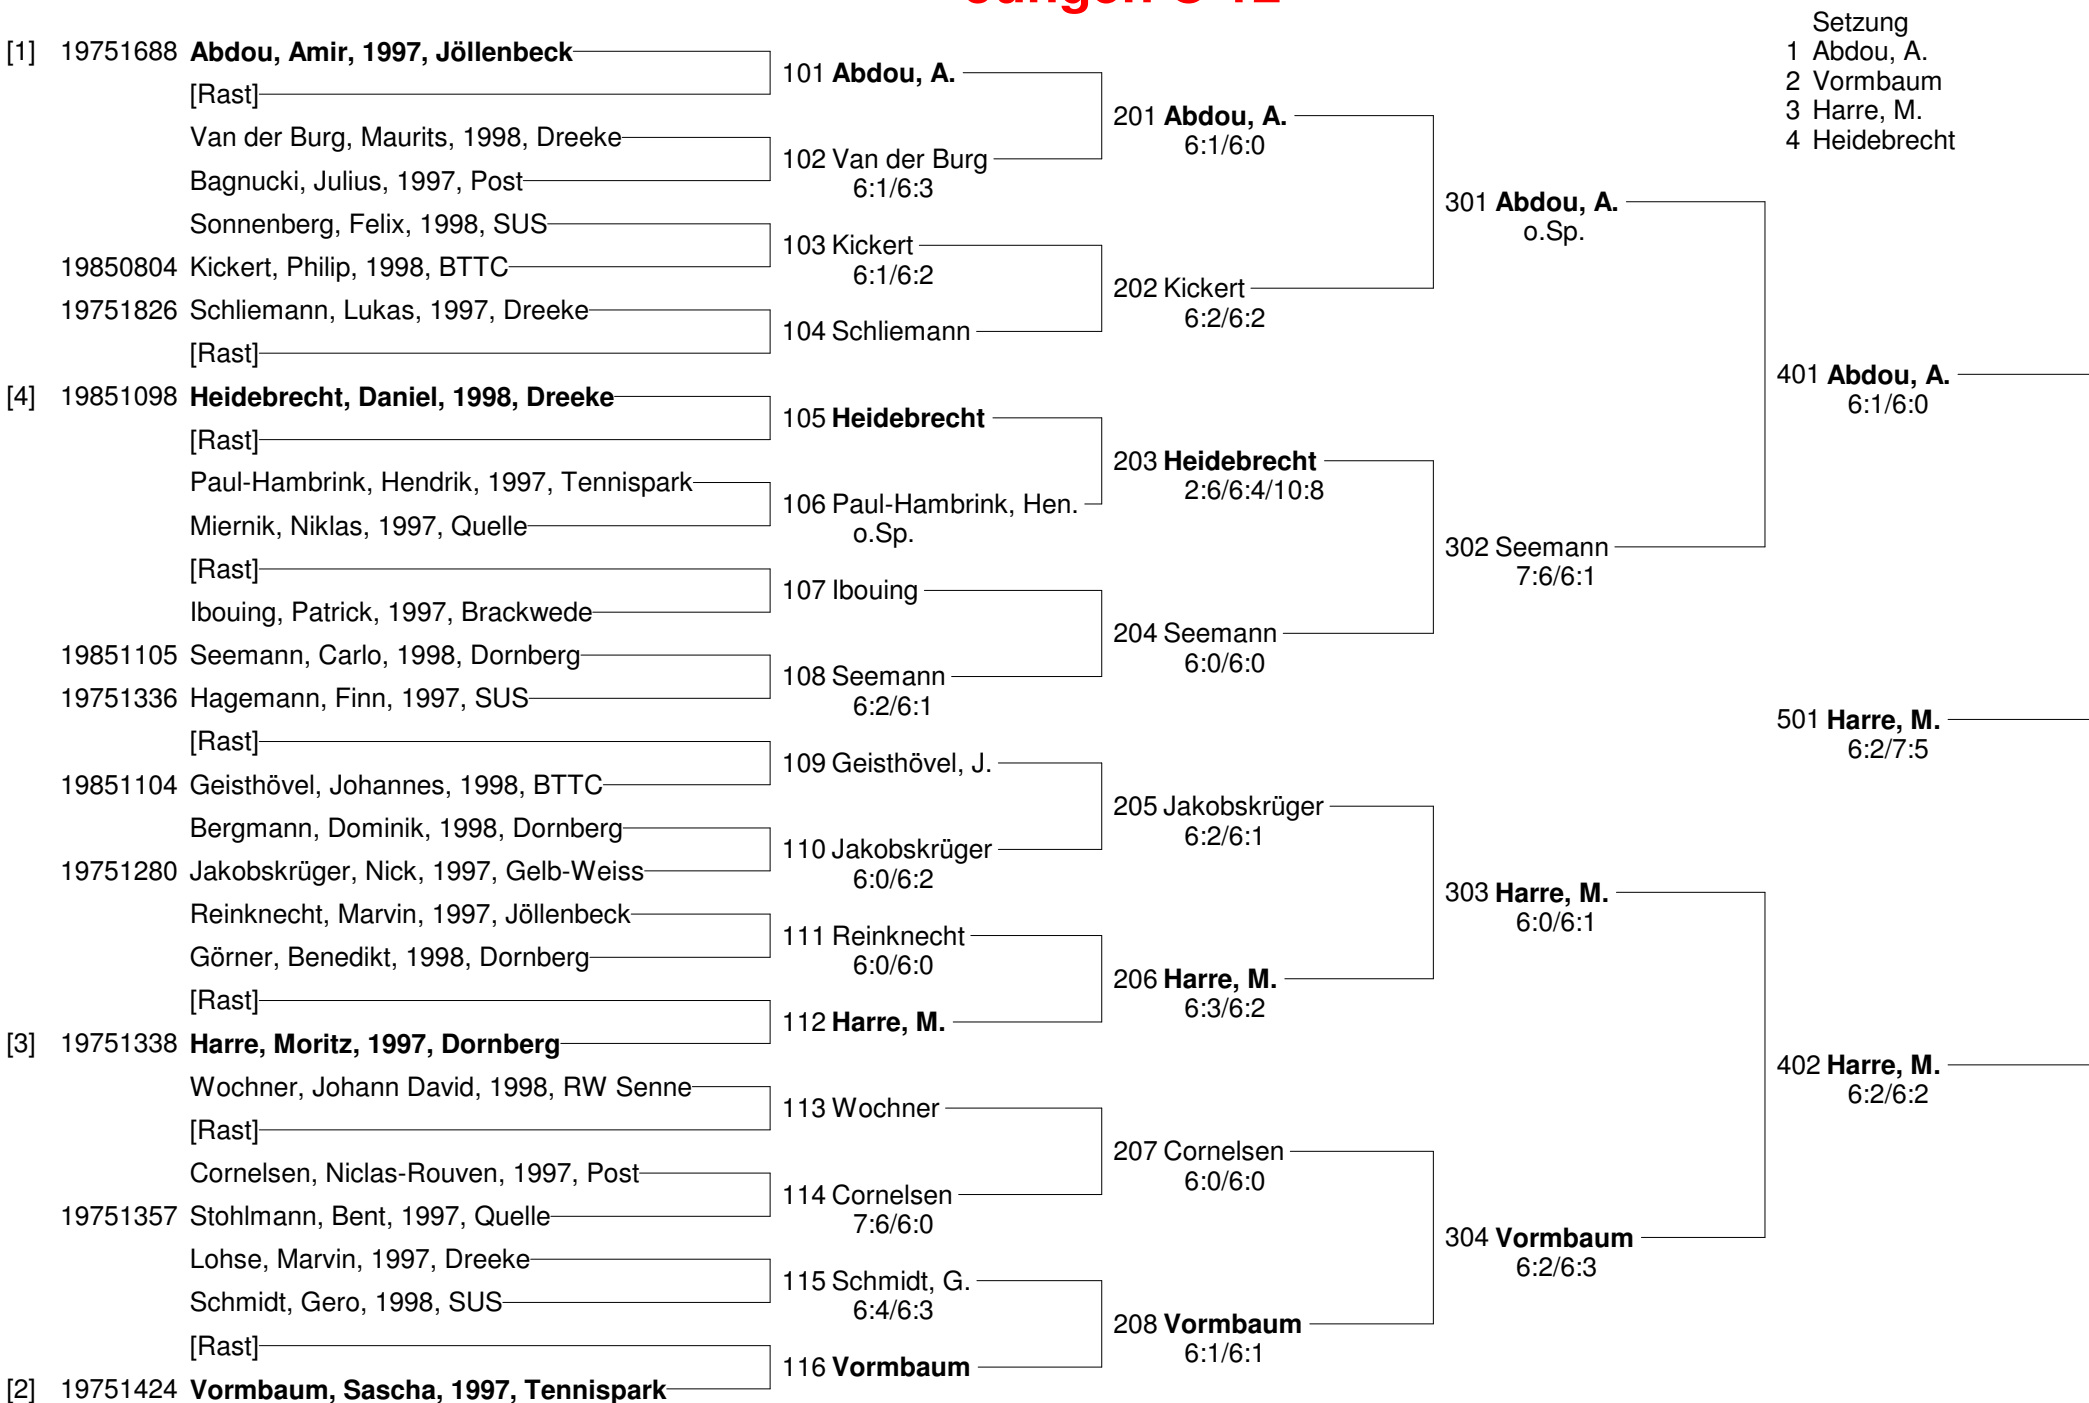 Setzung
1 Abdou, A.
2 Vormbaum
3 Harre, M.
4 Heidebrecht
[1] 19751688 Abdou, Amir, 1997, Jöllenbeck
[Rast]
Van der Burg, Maurits, 1998, Dreeke
Bagnucki, Julius, 1997, Post
Sonnenberg, Felix, 1998, SUS
19850804 Kickert, Philip, 1998, BTTC
19751826 Schliemann, Lukas, 1997, Dreeke
[Rast]
[4] 19851098 Heidebrecht, Daniel, 1998, Dreeke
[Rast]
Paul-Hambrink, Hendrik, 1997, Tennispark
Miernik, Niklas, 1997, Quelle
[Rast]
Ibouing, Patrick, 1997, Brackwede
19851105 Seemann, Carlo, 1998, Dornberg
19751336 Hagemann, Finn, 1997, SUS
[Rast]
19851104 Geisthövel, Johannes, 1998, BTTC
Bergmann, Dominik, 1998, Dornberg
19751280 Jakobskrüger, Nick, 1997, Gelb-Weiss
Reinknecht, Marvin, 1997, Jöllenbeck
Görner, Benedikt, 1998, Dornberg
[Rast]
[3] 19751338 Harre, Moritz, 1997, Dornberg
Wochner, Johann David, 1998, RW Senne
[Rast]
Cornelsen, Niclas-Rouven, 1997, Post
19751357 Stohlmann, Bent, 1997, Quelle
Lohse, Marvin, 1997, Dreeke
Schmidt, Gero, 1998, SUS
[Rast]
[2] 19751424 Vormbaum, Sascha, 1997, Tennispark
101 Abdou, A.
102 Van der Burg
6:1/6:3
103 Kickert
6:1/6:2
104 Schliemann
105 Heidebrecht
106 Paul-Hambrink, Hen.
o.Sp.
107 Ibouing
108 Seemann
6:2/6:1
109 Geisthövel, J.
110 Jakobskrüger
6:0/6:2
111 Reinknecht
6:0/6:0
112 Harre, M.
113 Wochner
114 Cornelsen
7:6/6:0
115 Schmidt, G.
6:4/6:3
116 Vormbaum
201 Abdou, A.
6:1/6:0
202 Kickert
6:2/6:2
203 Heidebrecht
2:6/6:4/10:8
204 Seemann
6:0/6:0
205 Jakobskrüger
6:2/6:1
206 Harre, M.
6:3/6:2
207 Cornelsen
6:0/6:0
208 Vormbaum
6:1/6:1
301 Abdou, A.
o.Sp.
302 Seemann
7:6/6:1
303 Harre, M.
6:0/6:1
304 Vormbaum
6:2/6:3
401 Abdou, A.
6:1/6:0
501 Harre, M.
6:2/7:5
402 Harre, M.
6:2/6:2